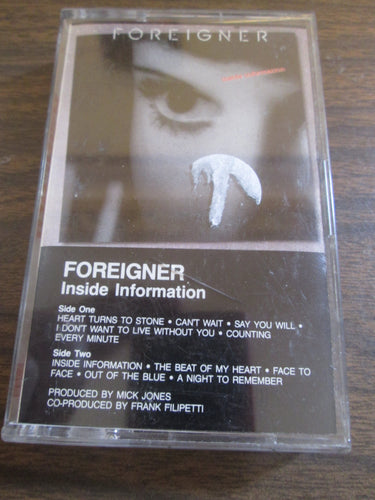 FOREIGNER
inside information
FOREIGNER
Inside Information
Side One
HEART TURNS TO STONE • CAN'T WAIT • SAY YOU WILL •
I DON'T WANT TO LIVE WITHOUT YOU • COUNTING
EVERY MINUTE
Side Two
INSIDE INFORMATION • THE BEAT OF MY HEART • FACE TO
FACE • OUT OF THE BLUE • A NIGHT TO REMEMBER
PRODUCED BY MICK JONES
CO-PRODUCED BY FRANK FILIPETTI